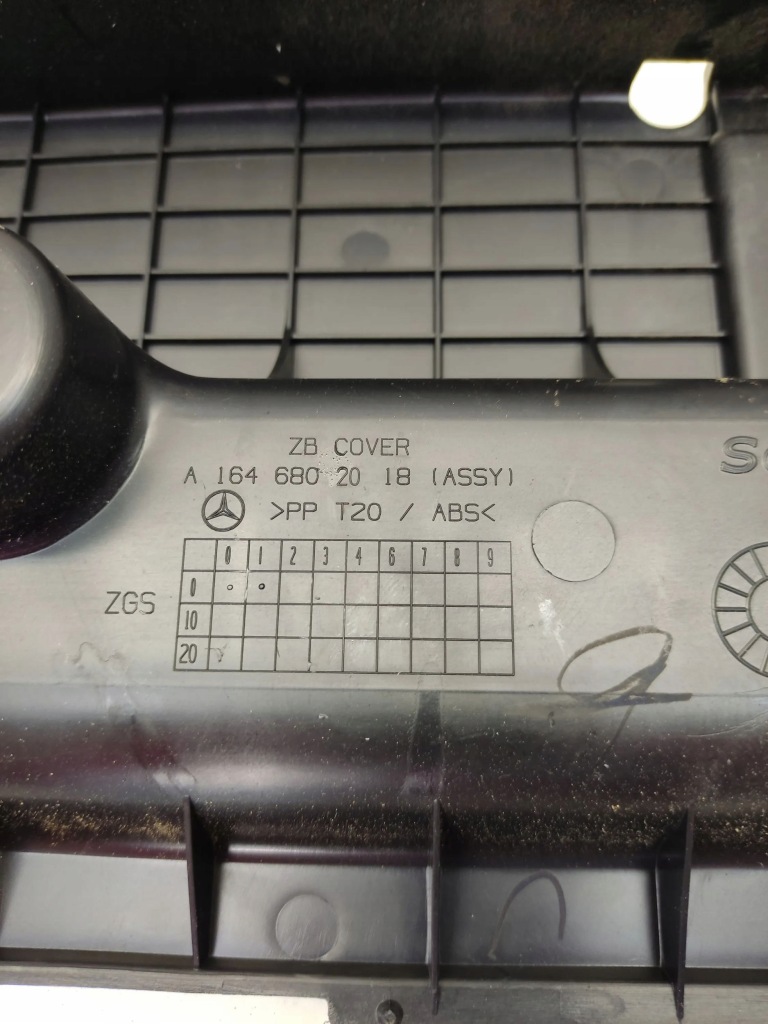 ZB COVER
A 164 680 20 18 (ASSY)
>PP T20 / ABS<
0 1 2 3 4 6 7 8 9
ZGS
0
10
20